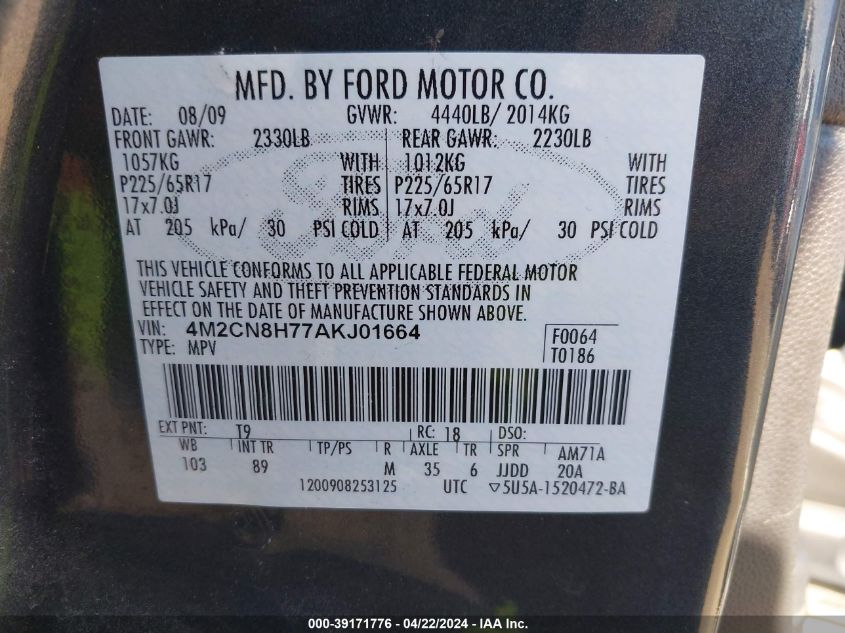 MFD. BY FORD MOTOR CO.
DATE: 08/09 GVWR: 4440LB/ 2014KG
FRONT GAWR: 2330LB REAR GAWR: 2230LB
1057KG WITH 1012KG WITH
P225/65R17 TIRES P225/65R17 TIRES
17x7.0J RIMS 17x7.0J RIMS
AT 205 kPa/ 30 PSI COLD AT 205 kPa/ 30 PSI COLD
Ford
THIS VEHICLE CONFORMS TO ALL APPLICABLE FEDERAL MOTOR
VEHICLE SAFETY AND THEFT PREVENTION STANDARDS IN
EFFECT ON THE DATE OF MANUFACTURE SHOWN ABOVE.
VIN: 4M2CN8H77AKJ01664 F0064
TYPE: MPV T0186
EXT PNT: T9 RC: 18 DSO:
WB INT TR TP/PS R AXLE TR SPR AM71A
103 89 M 35 6 JJDD 20A
1200908253125 UTC ▽5U5A-1520472-BA
000-39171776 - 04/22/2024 - IAA Inc.